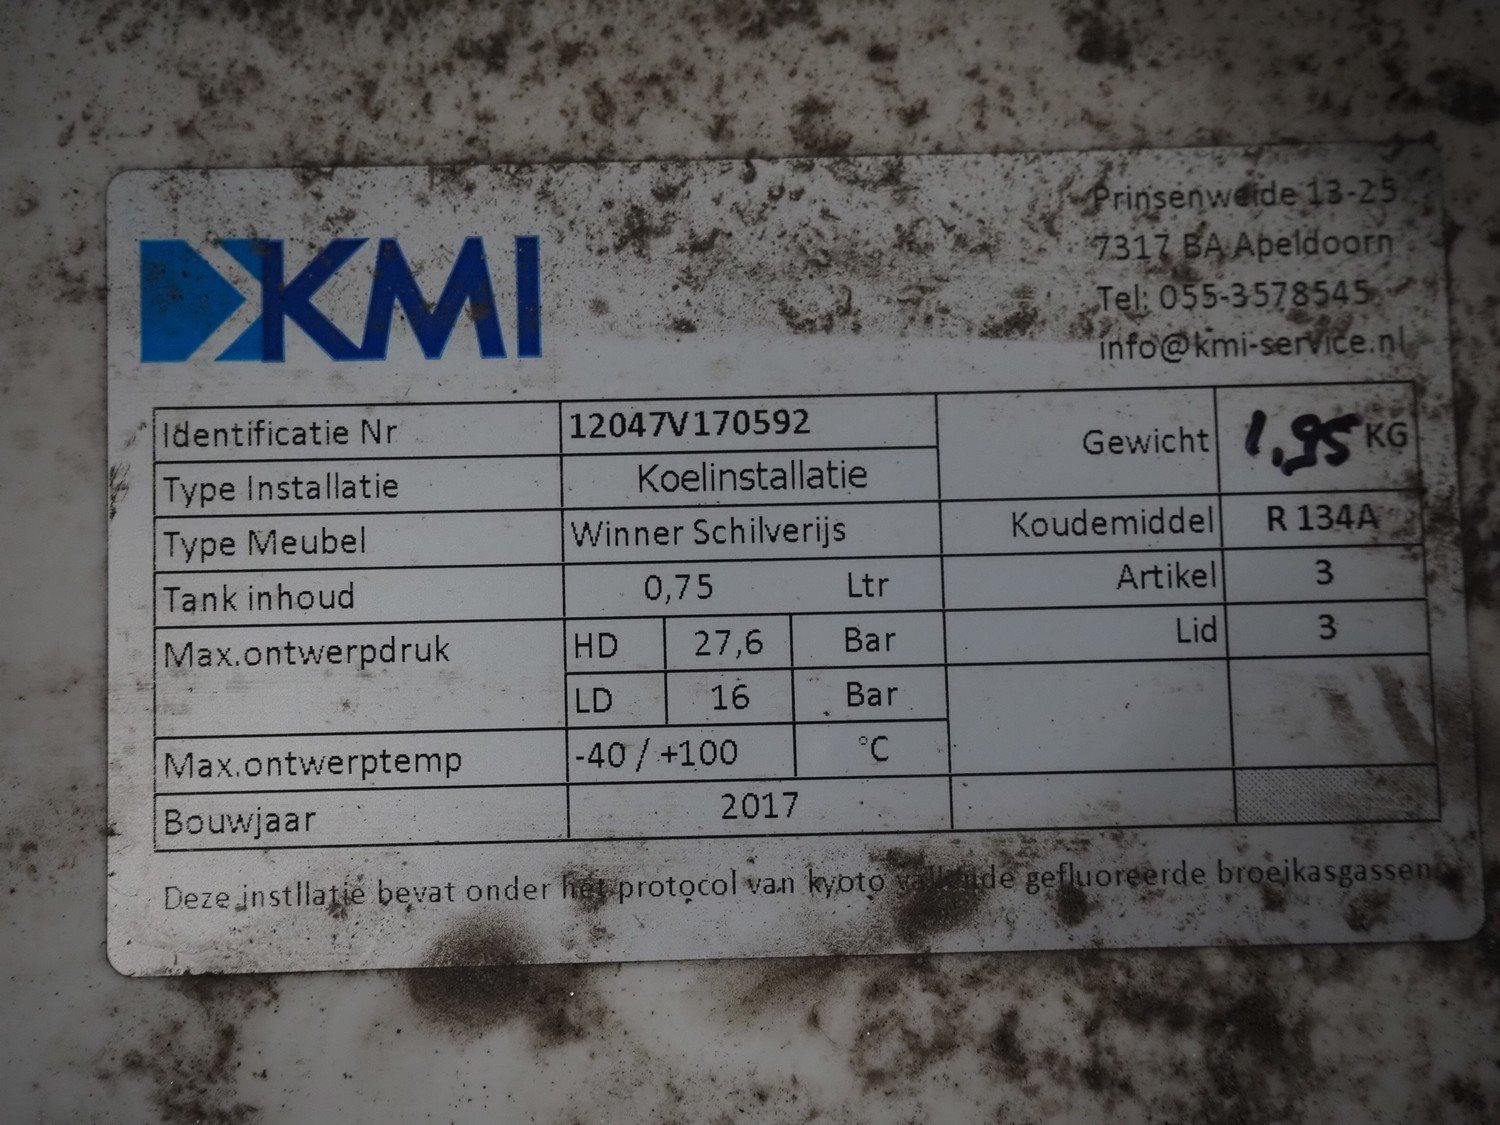 KMI
Prinsenweide 13-25
7317 BA Apeldoorn
Tel: 055-3578545
info@kmi-service.nl
Identificatie Nr 12047V170592 Gewicht 1,95 KG
Type Installatie Koelinstallatie
Type Meubel Winner Schilverijs Koudemiddel R 134A
Tank inhoud 0,75 Ltr Artikel 3
Max.ontwerpdruk HD 27,6 Bar Lid 3
LD 16 Bar
Max.ontwerptemp -40 / +100 °C
Bouwjaar 2017
Deze instllatie bevat onder het protocol van kyoto vallende gefluoreerde broeikasgassen